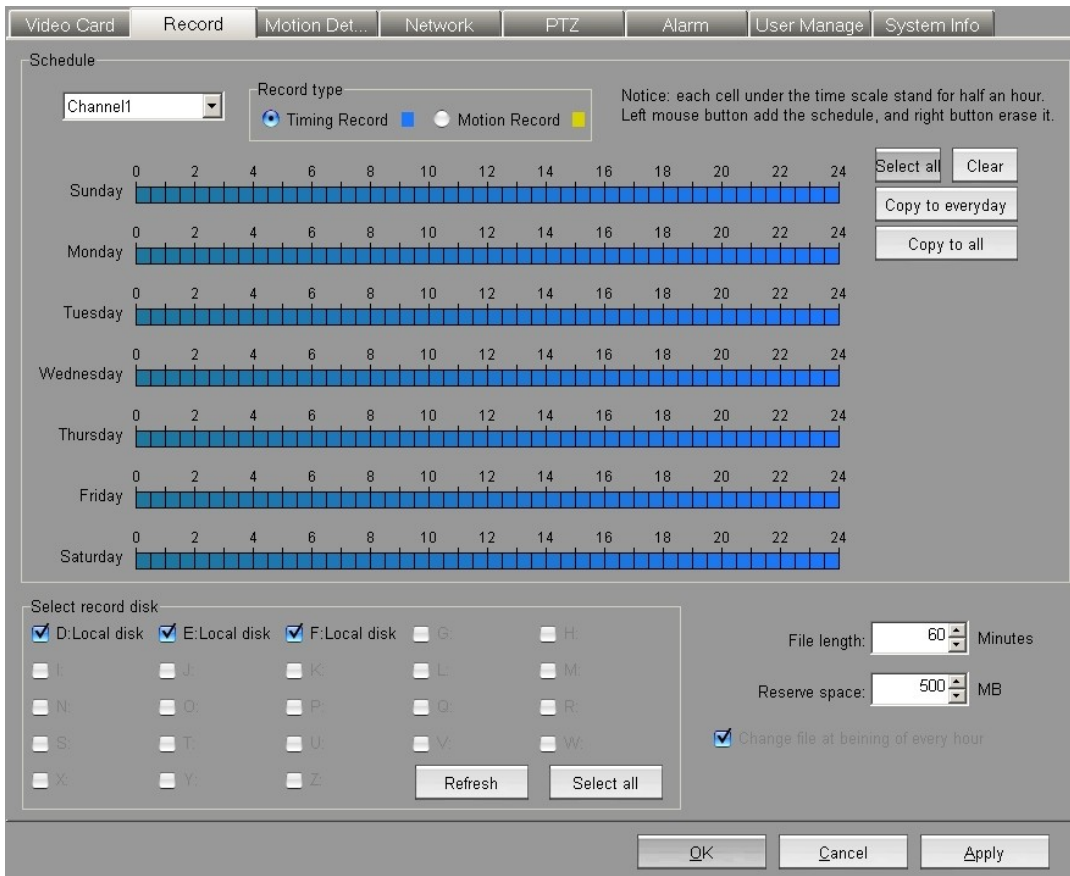 Video Card Record Motion Det... Network PTZ Alarm User Manage System Info
Schedule
Channel1
Record type
Timing Record Motion Record
Notice: each cell under the time scale stand for half an hour.
Left mouse button add the schedule, and right button erase it.
Select all Clear
Copy to everyday
Copy to all
0 2 4 6 8 10 12 14 16 18 20 22 24
Sunday
0 2 4 6 8 10 12 14 16 18 20 22 24
Monday
0 2 4 6 8 10 12 14 16 18 20 22 24
Tuesday
0 2 4 6 8 10 12 14 16 18 20 22 24
Wednesday
0 2 4 6 8 10 12 14 16 18 20 22 24
Thursday
0 2 4 6 8 10 12 14 16 18 20 22 24
Friday
0 2 4 6 8 10 12 14 16 18 20 22 24
Saturday
Select record disk
D:Local disk E:Local disk F:Local disk G: H:
I: J: K: L: M:
N: O: P: Q: R:
S: T: U: V: W:
X: Y: Z:
Refresh Select all
File length: 60 Minutes
Reserve space: 500 MB
Change file at beining of every hour
OK Cancel Apply